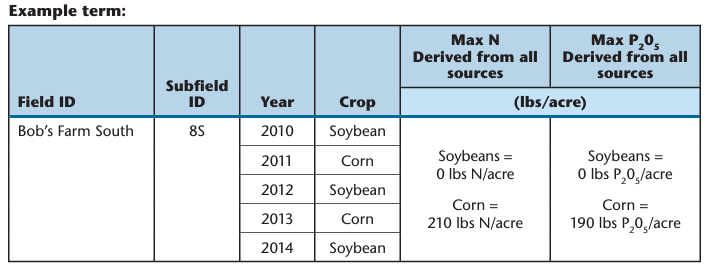 Example term:
Field ID
Subfield
ID
Year
Crop
Max N
Derived from all
sources
Max P₂0₅
Derived from all
sources
(lbs/acre)
Bob’s Farm South
8S
2010
Soybean
2011
Corn
2012
Soybean
2013
Corn
2014
Soybean
Soybeans =
0 lbs N/acre
Corn =
210 lbs N/acre
Soybeans =
0 lbs P₂0₅/acre
Corn =
190 lbs P₂0₅/acre